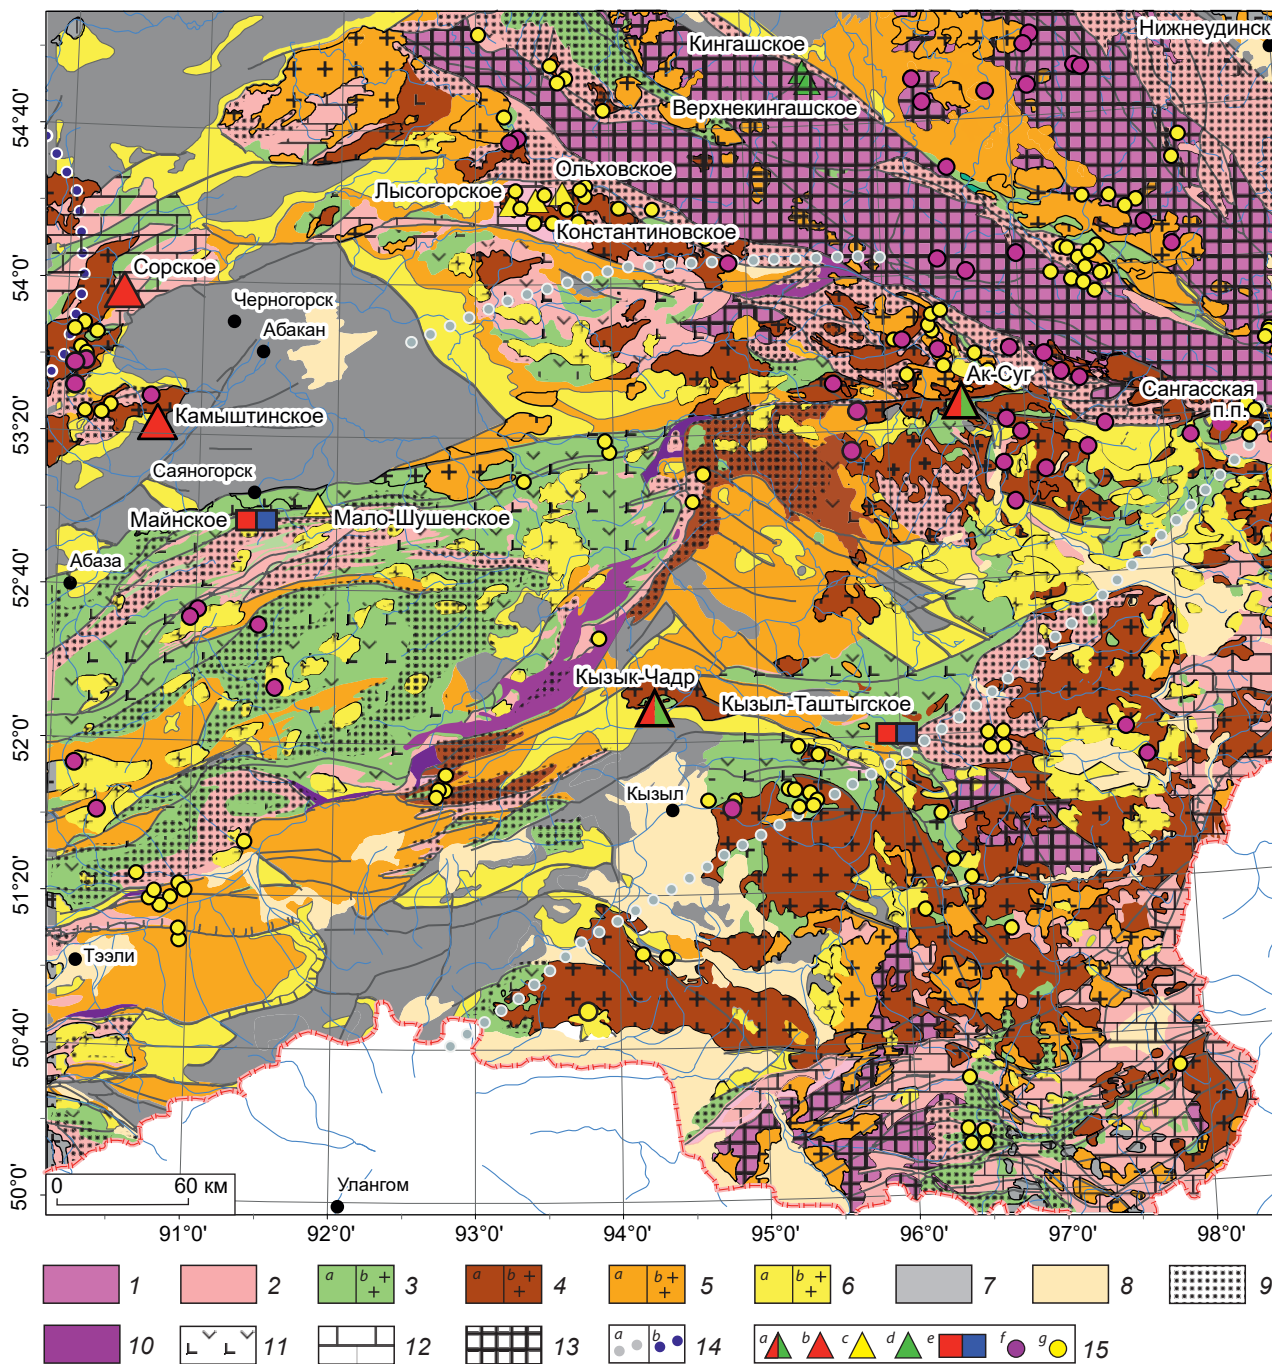 Нижнеудинск
Кингашское
Верхнекингашское
54°40'
Ольховское
Лысогорское
Константиновское
54°0'
Сорское
Черногорск
Абакан
Ак-Суг
Сангасская
п.п.
53°20'
Камыштинское
Саяногорск
Майнское
Мало-Шушенское
Абаза
52°40'
Кызык-Чадр
Кызыл-Таштыгское
52°0'
Кызыл
51°20'
Тээли
50°40'
50°0'
0 60 км
Улангом
91°0' 92°0' 93°0' 94°0' 95°0' 96°0' 97°0' 98°0'
1 2 a b 3 a b 4 a b 5 a b 6 7 8 9
10 11 12 13 a b 14 a b c d e f g 15